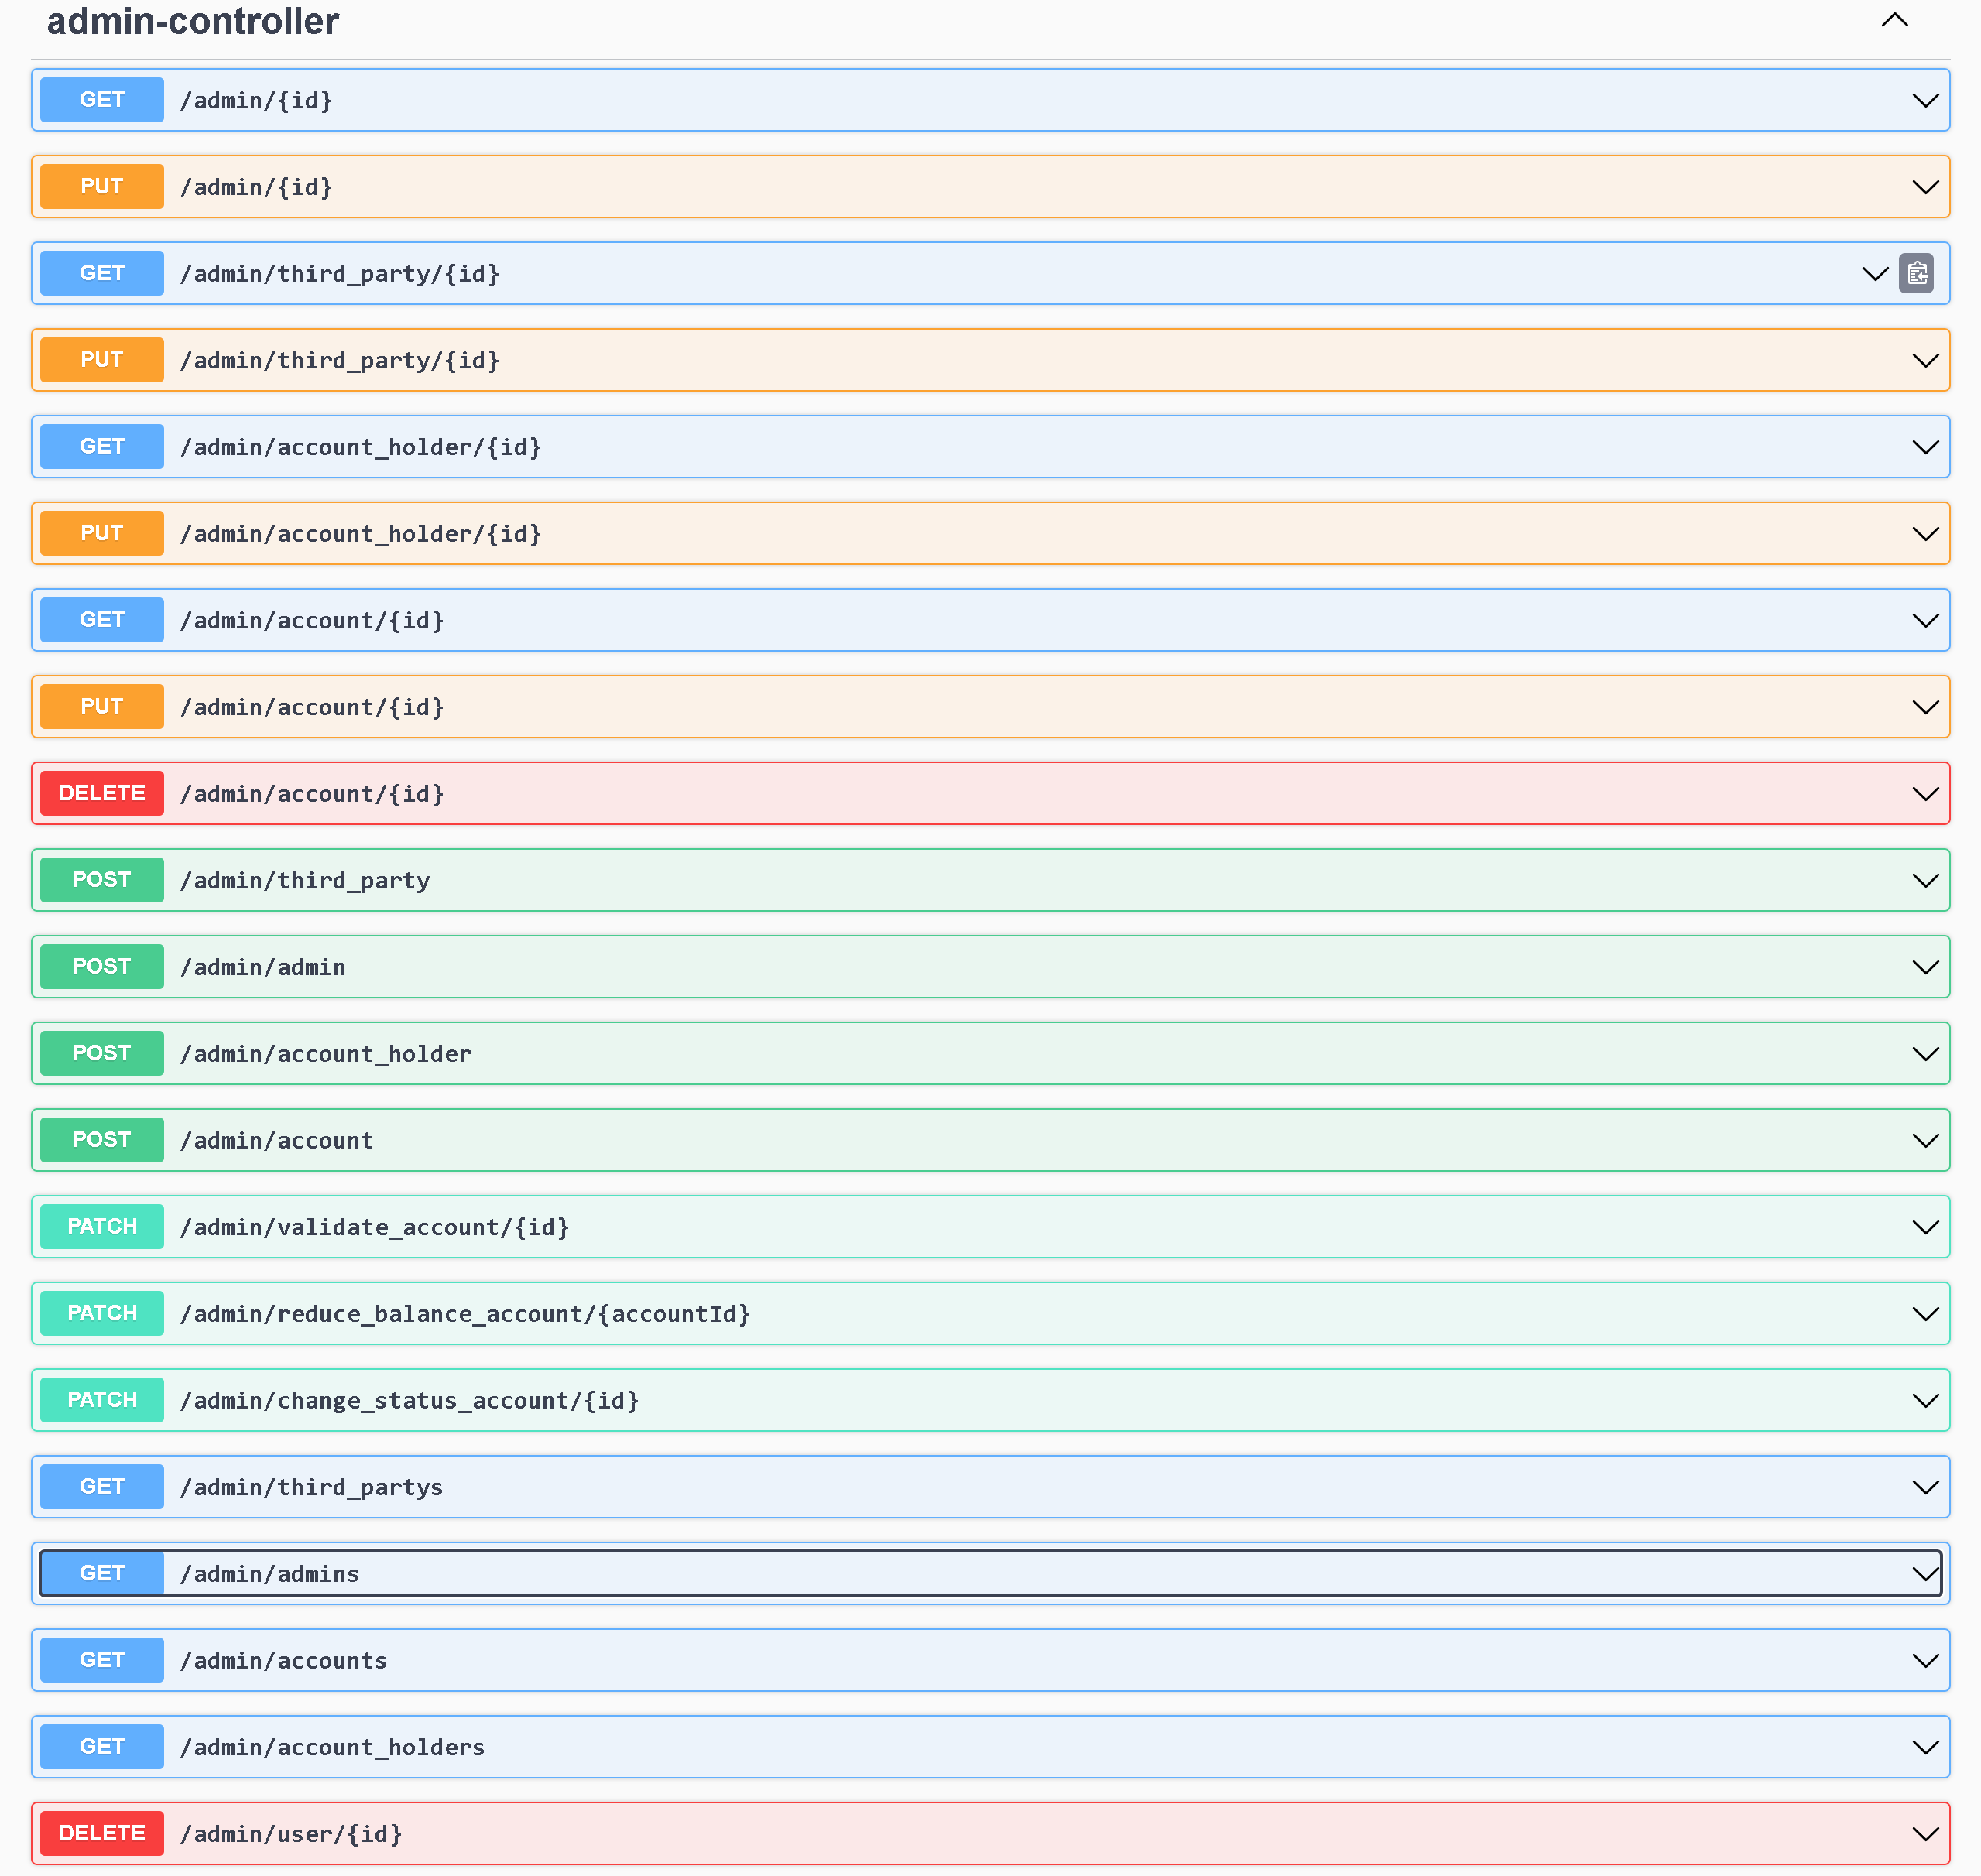 admin-controller
GET /admin/{id}
PUT /admin/{id}
GET /admin/third_party/{id}
PUT /admin/third_party/{id}
GET /admin/account_holder/{id}
PUT /admin/account_holder/{id}
GET /admin/account/{id}
PUT /admin/account/{id}
DELETE /admin/account/{id}
POST /admin/third_party
POST /admin/admin
POST /admin/account_holder
POST /admin/account
PATCH /admin/validate_account/{id}
PATCH /admin/reduce_balance_account/{accountId}
PATCH /admin/change_status_account/{id}
GET /admin/third_partys
GET /admin/admins
GET /admin/accounts
GET /admin/account_holders
DELETE /admin/user/{id}